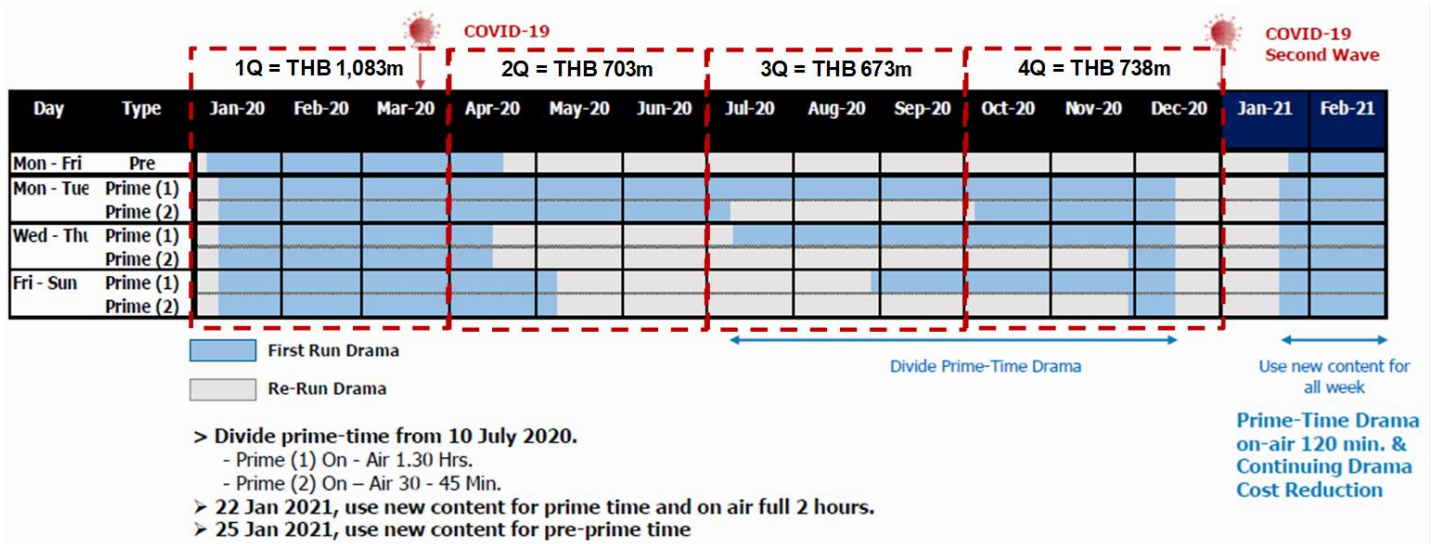 COVID-19
COVID-19
Second Wave
1Q = THB 1,083m 2Q = THB 703m 3Q = THB 673m 4Q = THB 738m
Day Type Jan-20 Feb-20 Mar-20 Apr-20 May-20 Jun-20 Jul-20 Aug-20 Sep-20 Oct-20 Nov-20 Dec-20 Jan-21 Feb-21
Mon - Fri Pre
Mon - Tue Prime (1)
Prime (2)
Wed - Thu Prime (1)
Prime (2)
Fri - Sun Prime (1)
Prime (2)
First Run Drama
Re-Run Drama
Divide Prime-Time Drama
Use new content for
all week
Prime-Time Drama
on-air 120 min. &
Continuing Drama
Cost Reduction
> Divide prime-time from 10 July 2020.
- Prime (1) On - Air 1.30 Hrs.
- Prime (2) On – Air 30 - 45 Min.
➢ 22 Jan 2021, use new content for prime time and on air full 2 hours.
➢ 25 Jan 2021, use new content for pre-prime time